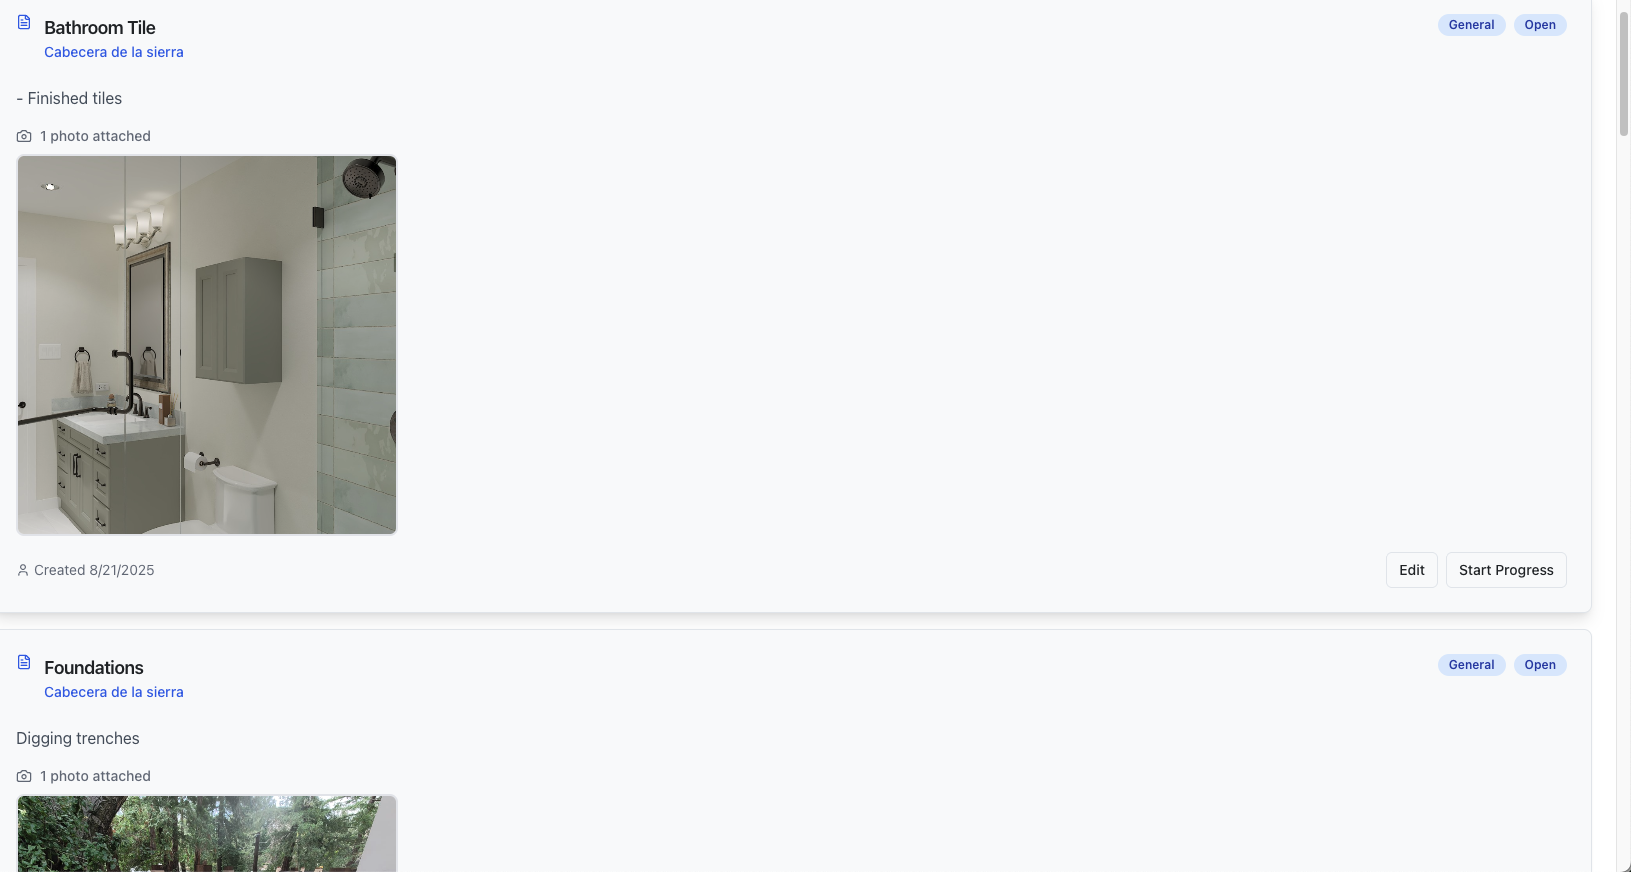 Bathroom Tile
General
Open
Cabecera de la sierra
- Finished tiles
1 photo attached
Created 8/21/2025
Edit
Start Progress
Foundations
General
Open
Cabecera de la sierra
Digging trenches
1 photo attached